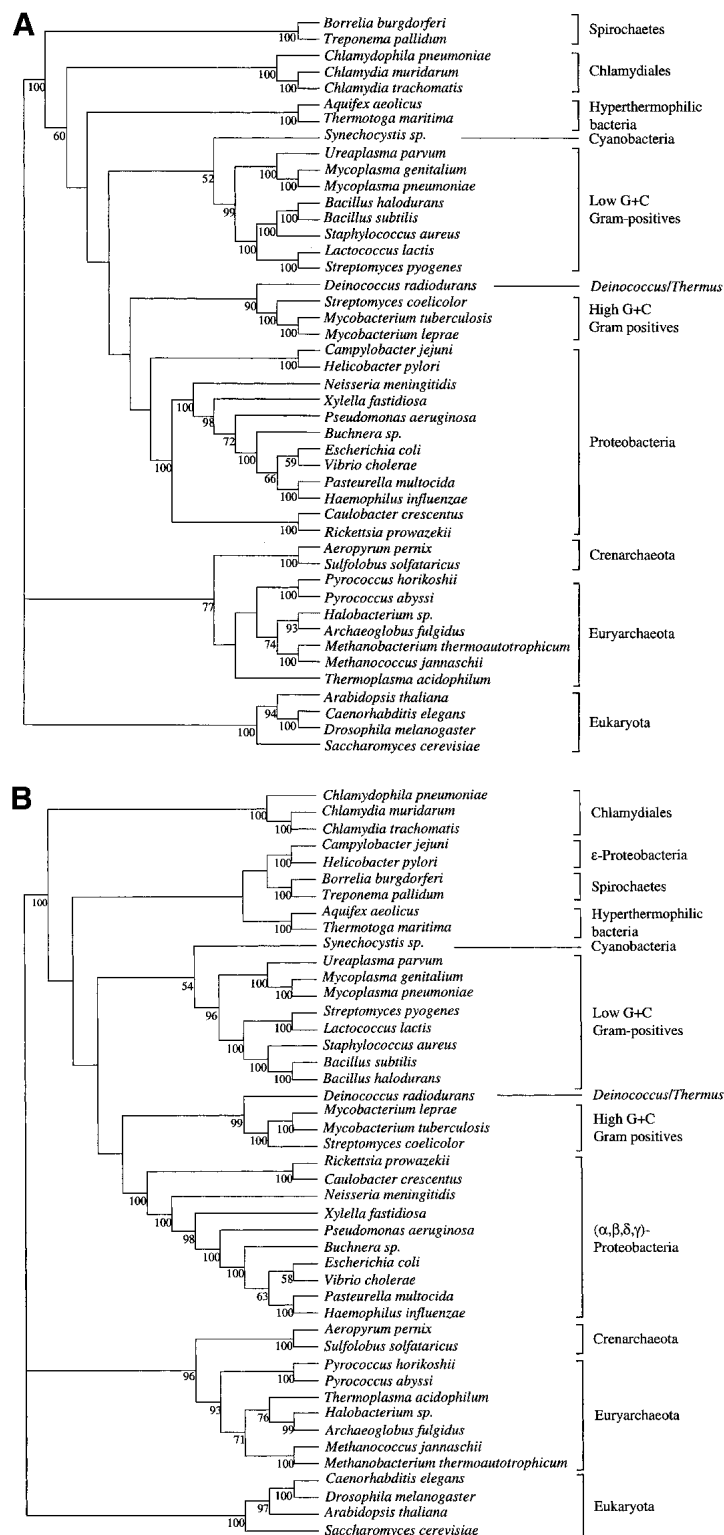 A
Borrelia burgdorferi
100
Treponema pallidum
Spirochaetes
Chlamydophila pneumoniae
100
Chlamydia muridarum
100
Chlamydia trachomatis
Chlamydiales
60
Aquifex aeolicus
100
Thermotoga maritima
Hyperthermophilic
bacteria
100
Synechocystis sp.
Cyanobacteria
52
Ureaplasma parvum
100
Mycoplasma genitalium
100
Mycoplasma pneumoniae
99
Bacillus halodurans
100
Bacillus subtilis
100
Staphylococcus aureus
100
Lactococcus lactis
100
Streptomyces pyogenes
Low G+C
Gram-positives
Deinococcus radiodurans
Deinococcus/Thermus
90
Streptomyces coelicolor
100
Mycobacterium tuberculosis
100
Mycobacterium leprae
High G+C
Gram positives
Campylobacter jejuni
100
Helicobacter pylori
100
Neisseria meningitidis
98
Xylella fastidiosa
72
Pseudomonas aeruginosa
100
Buchnera sp.
Escherichia coli
59
Vibrio cholerae
66
Pasteurella multocida
100
Haemophilus influenzae
100
Caulobacter crescentus
100
Rickettsia prowazekii
Proteobacteria
Aeropyrum pernix
100
Sulfolobus solfataricus
Crenarchaeota
77
Pyrococcus horikoshii
100
Pyrococcus abyssi
Halobacterium sp.
93
Archaeoglobus fulgidus
74
Methanobacterium thermoautotrophicum
100
Methanococcus jannaschii
Thermoplasma acidophilum
Euryarchaeota
Arabidopsis thaliana
94
Caenorhabditis elegans
100
Drosophila melanogaster
100
Saccharomyces cerevisiae
Eukaryota
B
Chlamydophila pneumoniae
100
Chlamydia muridarum
100
Chlamydia trachomatis
Chlamydiales
Campylobacter jejuni
100
Helicobacter pylori
ε-Proteobacteria
Borrelia burgdorferi
100
Treponema pallidum
Spirochaetes
100
Aquifex aeolicus
100
Thermotoga maritima
Hyperthermophilic
bacteria
Synechocystis sp.
Cyanobacteria
54
Ureaplasma parvum
100
Mycoplasma genitalium
100
Mycoplasma pneumoniae
96
Streptomyces pyogenes
100
Lactococcus lactis
100
Staphylococcus aureus
100
Bacillus subtilis
100
Bacillus halodurans
Low G+C
Gram-positives
Deinococcus radiodurans
Deinococcus/Thermus
99
Mycobacterium leprae
100
Mycobacterium tuberculosis
100
Streptomyces coelicolor
High G+C
Gram positives
Rickettsia prowazekii
100
Caulobacter crescentus
100
Neisseria meningitidis
100
Xylella fastidiosa
98
Pseudomonas aeruginosa
100
Buchnera sp.
100
Escherichia coli
58
Vibrio cholerae
63
Pasteurella multocida
100
Haemophilus influenzae
(α,β,δ,γ)-
Proteobacteria
Aeropyrum pernix
100
Sulfolobus solfataricus
Crenarchaeota
96
Pyrococcus horikoshii
100
Pyrococcus abyssi
93
Thermoplasma acidophilum
76
Halobacterium sp.
99
Archaeoglobus fulgidus
71
Methanococcus jannaschii
100
Methanobacterium thermoautotrophicum
Euryarchaeota
Caenorhabditis elegans
100
Drosophila melanogaster
97
Arabidopsis thaliana
100
Saccharomyces cerevisiae
Eukaryota